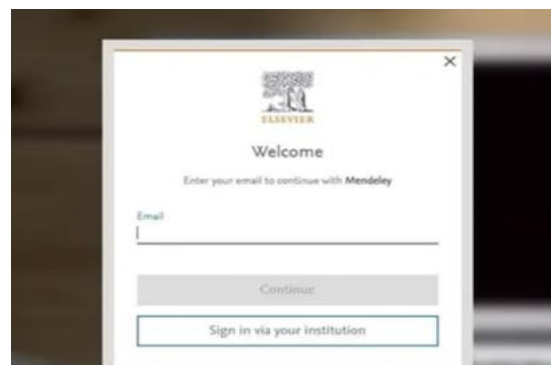 ELSEVIER
Welcome
Enter your email to continue with Mendeley
Email
Continue
Sign in via your institution